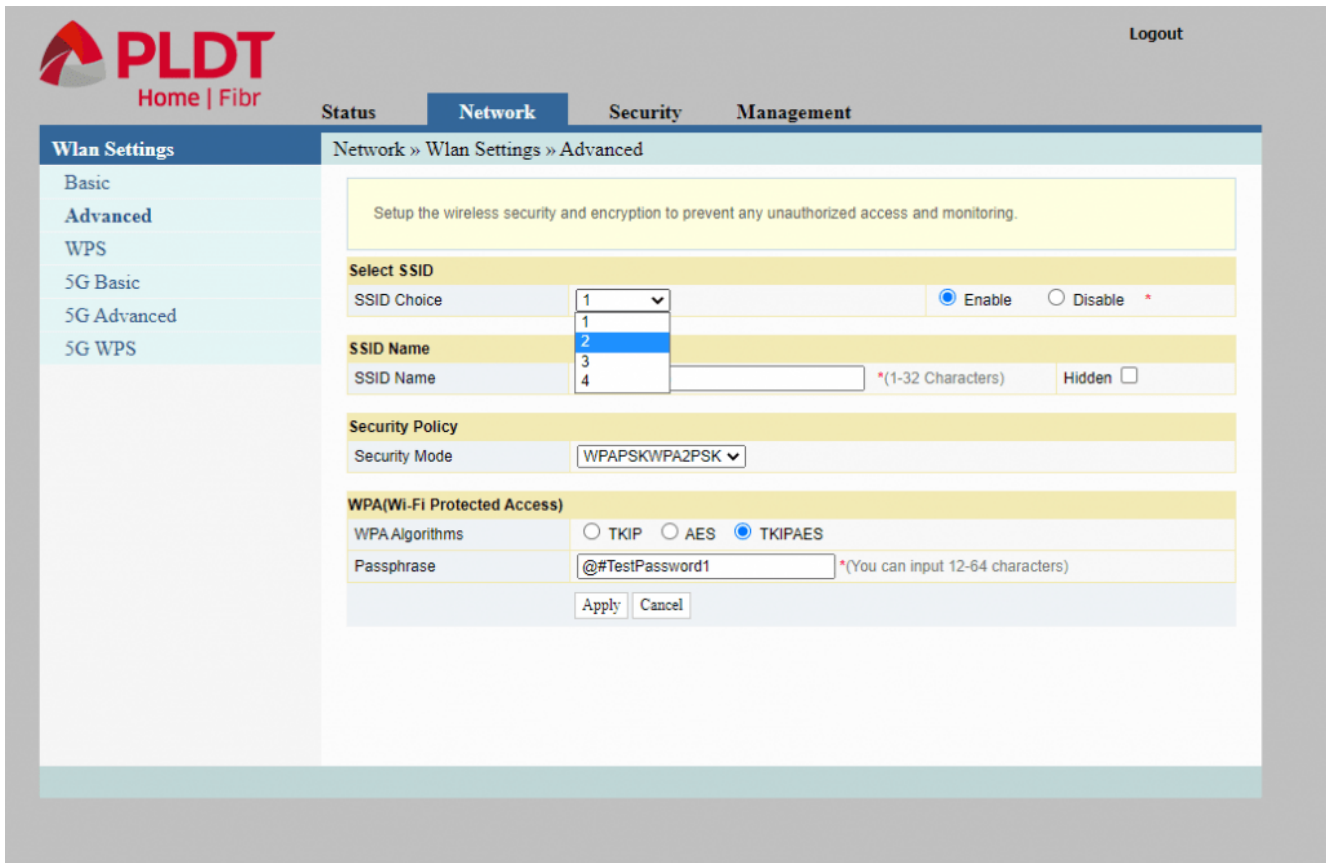 PLDT
Home | Fibr
Logout
Status Network Security Management
Wlan Settings
Network » Wlan Settings » Advanced
Basic
Advanced
WPS
5G Basic
5G Advanced
5G WPS
Setup the wireless security and encryption to prevent any unauthorized access and monitoring.
Select SSID
SSID Choice 1 Enable Disable *
1
2
3
4
SSID Name
SSID Name *(1-32 Characters) Hidden
Security Policy
Security Mode WPAPSKWPA2PSK
WPA(Wi-Fi Protected Access)
WPA Algorithms TKIP AES TKIPAES
Passphrase @#TestPassword1 *(You can input 12-64 characters)
Apply Cancel